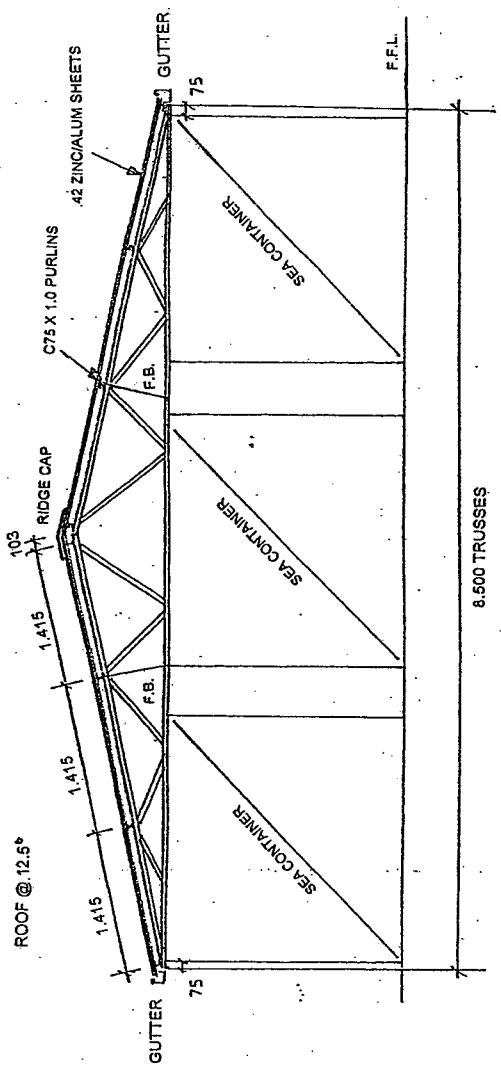 ROOF @ 12.5°
1.415
1.415
1.415
103
RIDGE CAP
C75 X 1.0 PURLINS
.42 ZINC/ALUM SHEETS
GUTTER
GUTTER
75
75
F.B.
F.B.
SEA CONTAINER
SEA CONTAINER
SEA CONTAINER
F.F.L.
8.500 TRUSSES